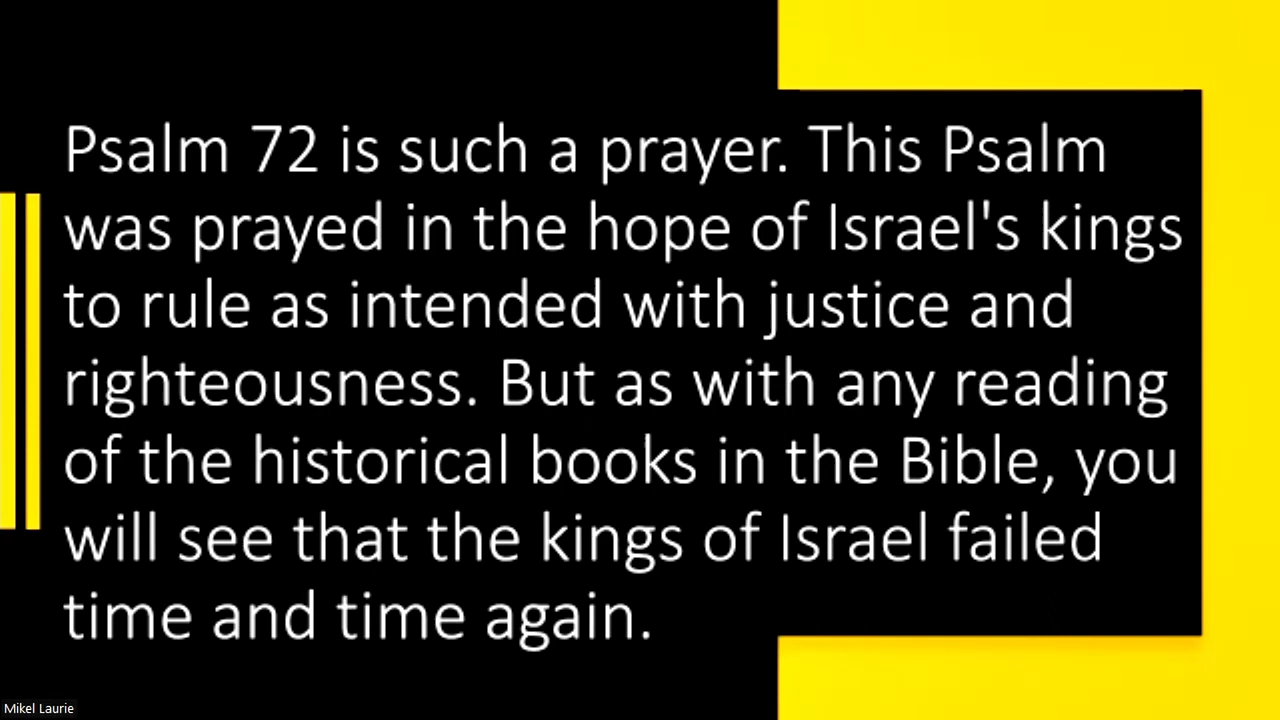 Psalm 72 is such a prayer. This Psalm
was prayed in the hope of Israel's kings
to rule as intended with justice and
righteousness. But as with any reading
of the historical books in the Bible, you
will see that the kings of Israel failed
time and time again.
Mikel Laurie